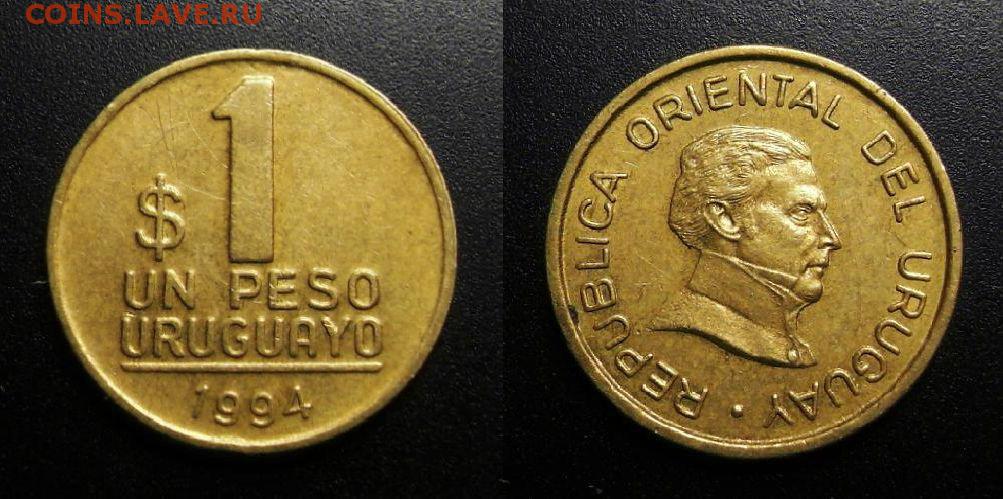 COINS.LAVE.RU
$ 1
UN PESO
URUGUAYO
1994
REPUBLICA ORIENTAL DEL URUGUAY •